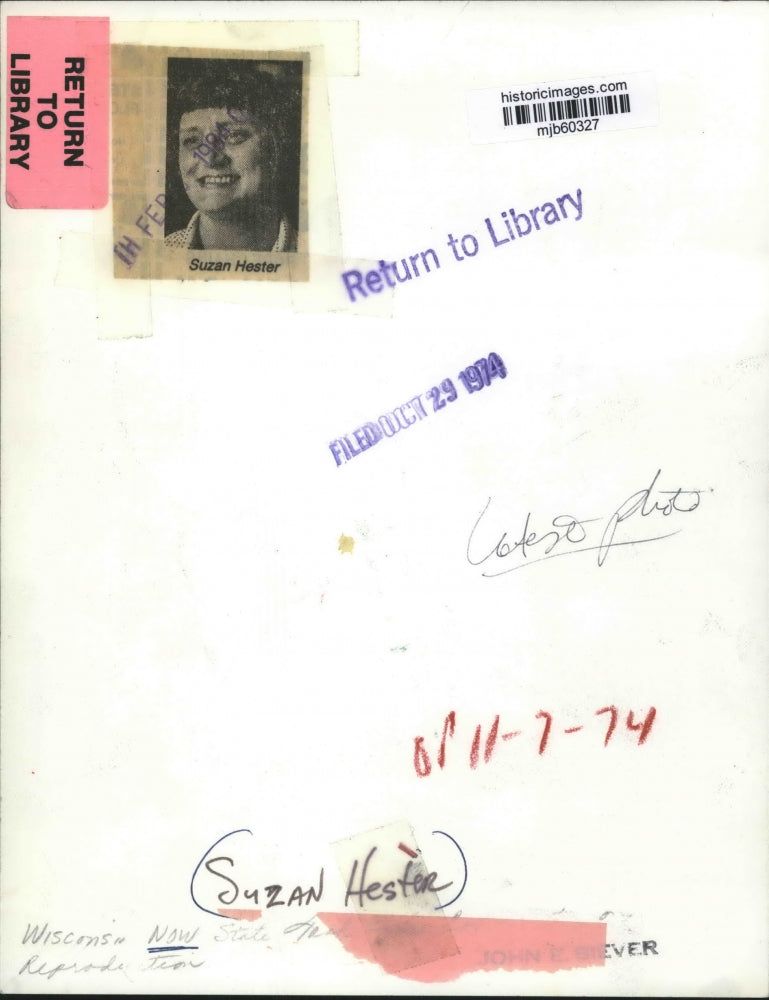 RETURN
TO
LIBRARY
historicimages.com
mjb60327
Suzan Hester
Return to Library
FILED OCT 29 1974
Latest photo
11-7-74
(SUZAN HESTER)
WISCONSIN NOW State
Reproduction
JOHN E. BIEVER